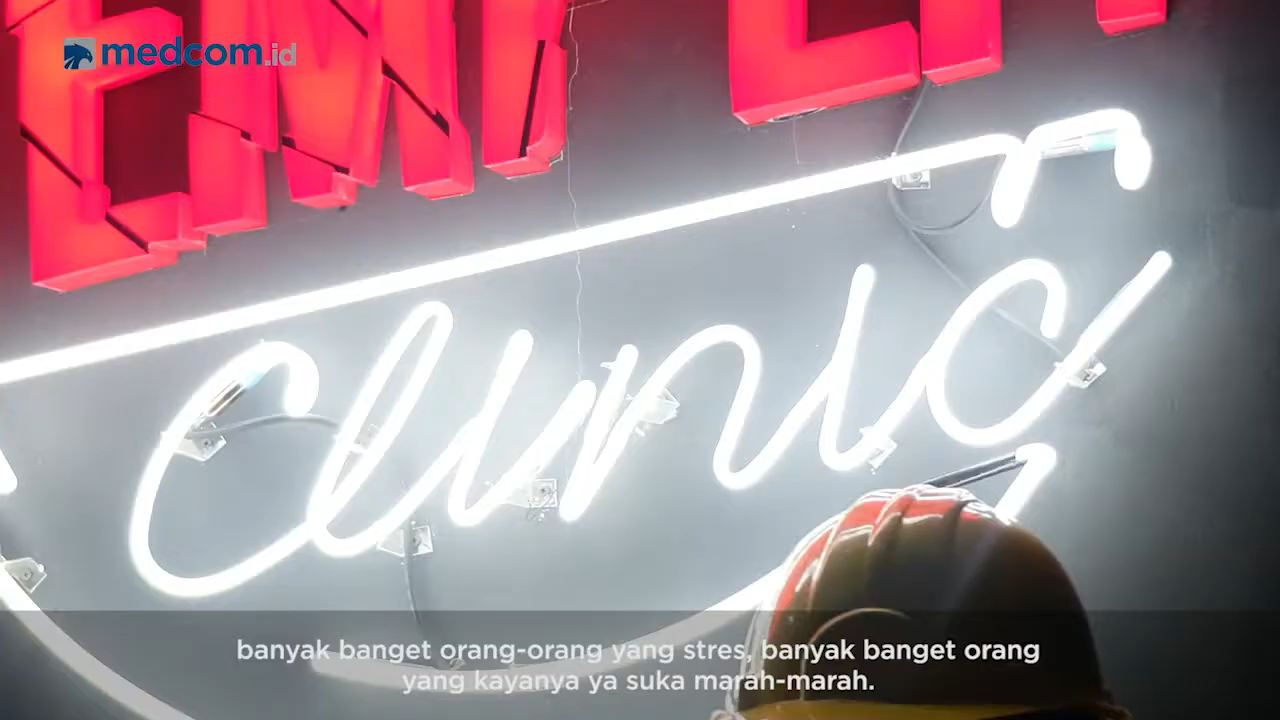 medcom.id
Clinic
banyak banget orang-orang yang stres, banyak banget orang
yang kayanya ya suka marah-marah.